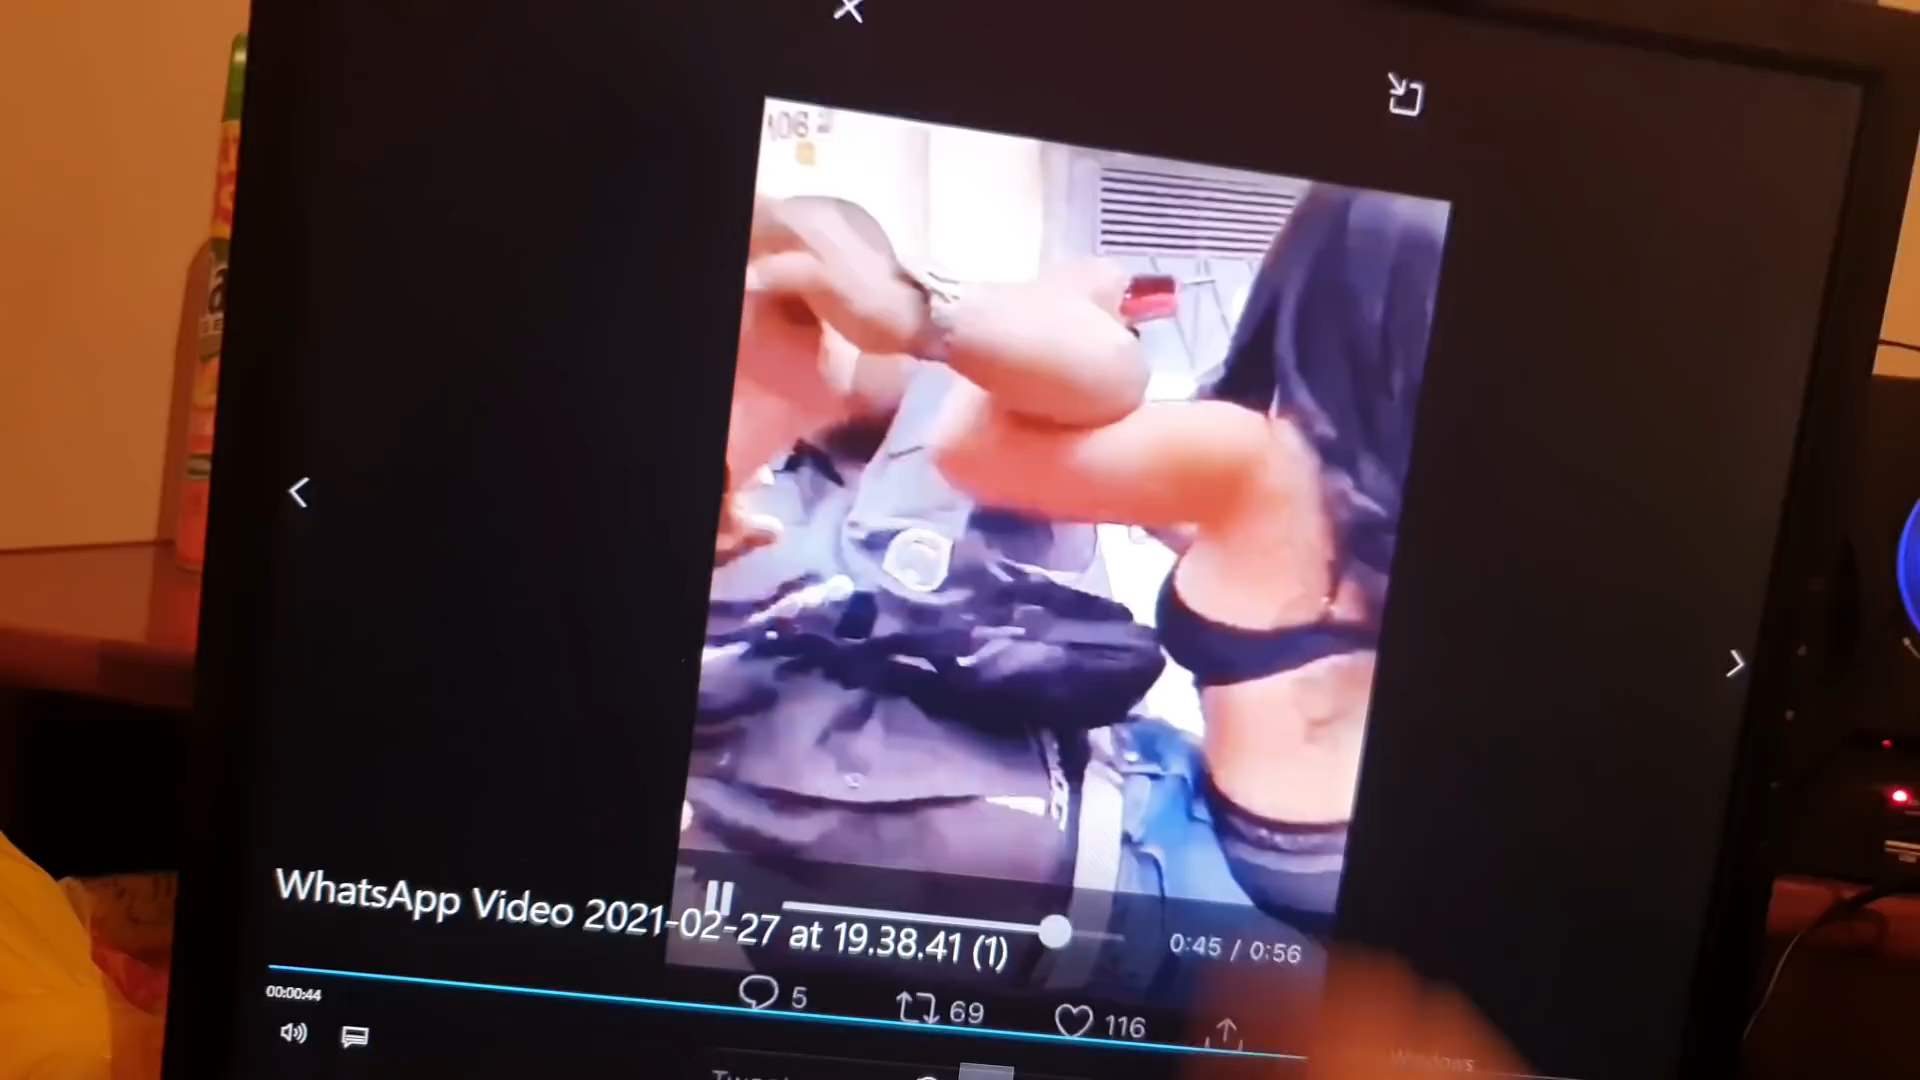 WhatsApp Video 2021-02-27 at 19.38.41 (1)
0:45 / 0:56
00:00:44
5
69
116
Windows